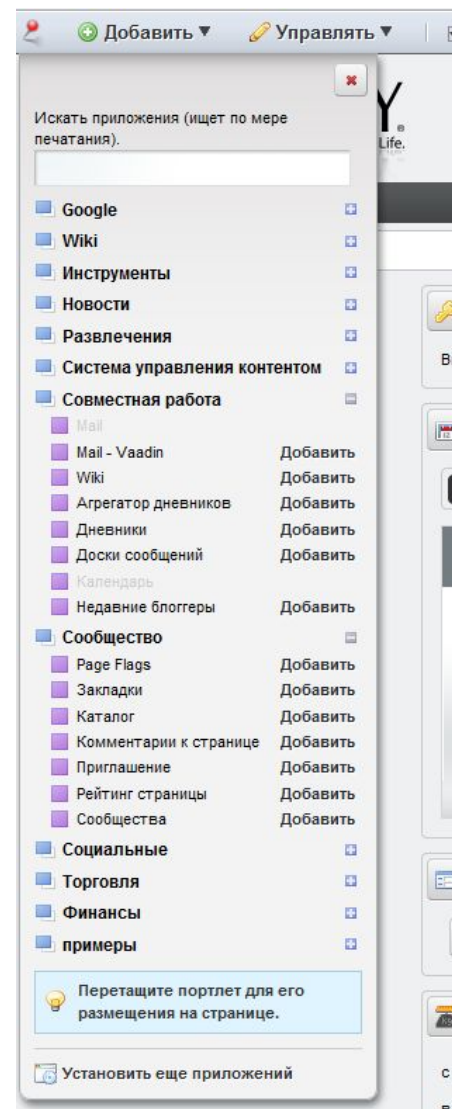 Добавить ▼ Управлять ▼
Искать приложения (ищет по мере
печатания).
Y
Life.
Google
Wiki
Инструменты
Новости
Развлечения
Система управления контентом
Совместная работа
Mail
Mail - Vaadin Добавить
Wiki Добавить
Агрегатор дневников Добавить
Дневники Добавить
Доски сообщений Добавить
Календарь
Недавние блоггеры Добавить
Сообщество
Page Flags Добавить
Закладки Добавить
Каталог Добавить
Комментарии к странице Добавить
Приглашение Добавить
Рейтинг страницы Добавить
Сообщества Добавить
Социальные
Торговля
Финансы
примеры
Перетащите портлет для его
размещения на странице.
Установить еще приложений